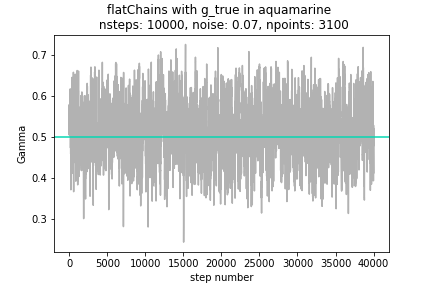 flatChains with g_true in aquamarine
nsteps: 10000, noise: 0.07, npoints: 3100
0.7
0.6
0.5
0.4
0.3
Gamma
0 5000 10000 15000 20000 25000 30000 35000 40000
step number